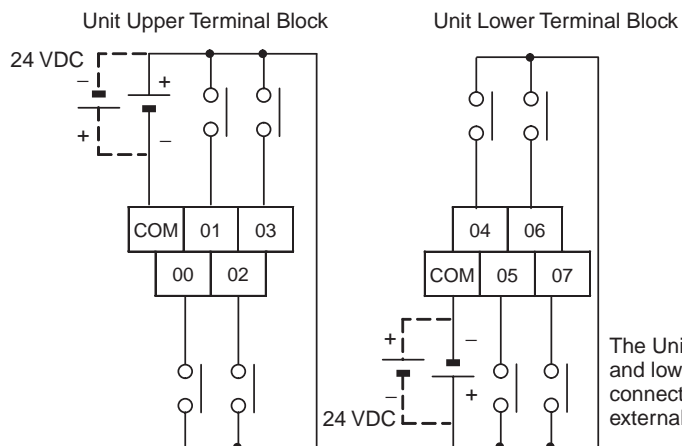 Unit Upper Terminal Block
Unit Lower Terminal Block
24 VDC
–
+
+
–
COM 01 03
00 02
04 06
COM 05 07
+
–
–
+
24 VDC
The Uni
and low
connect
external